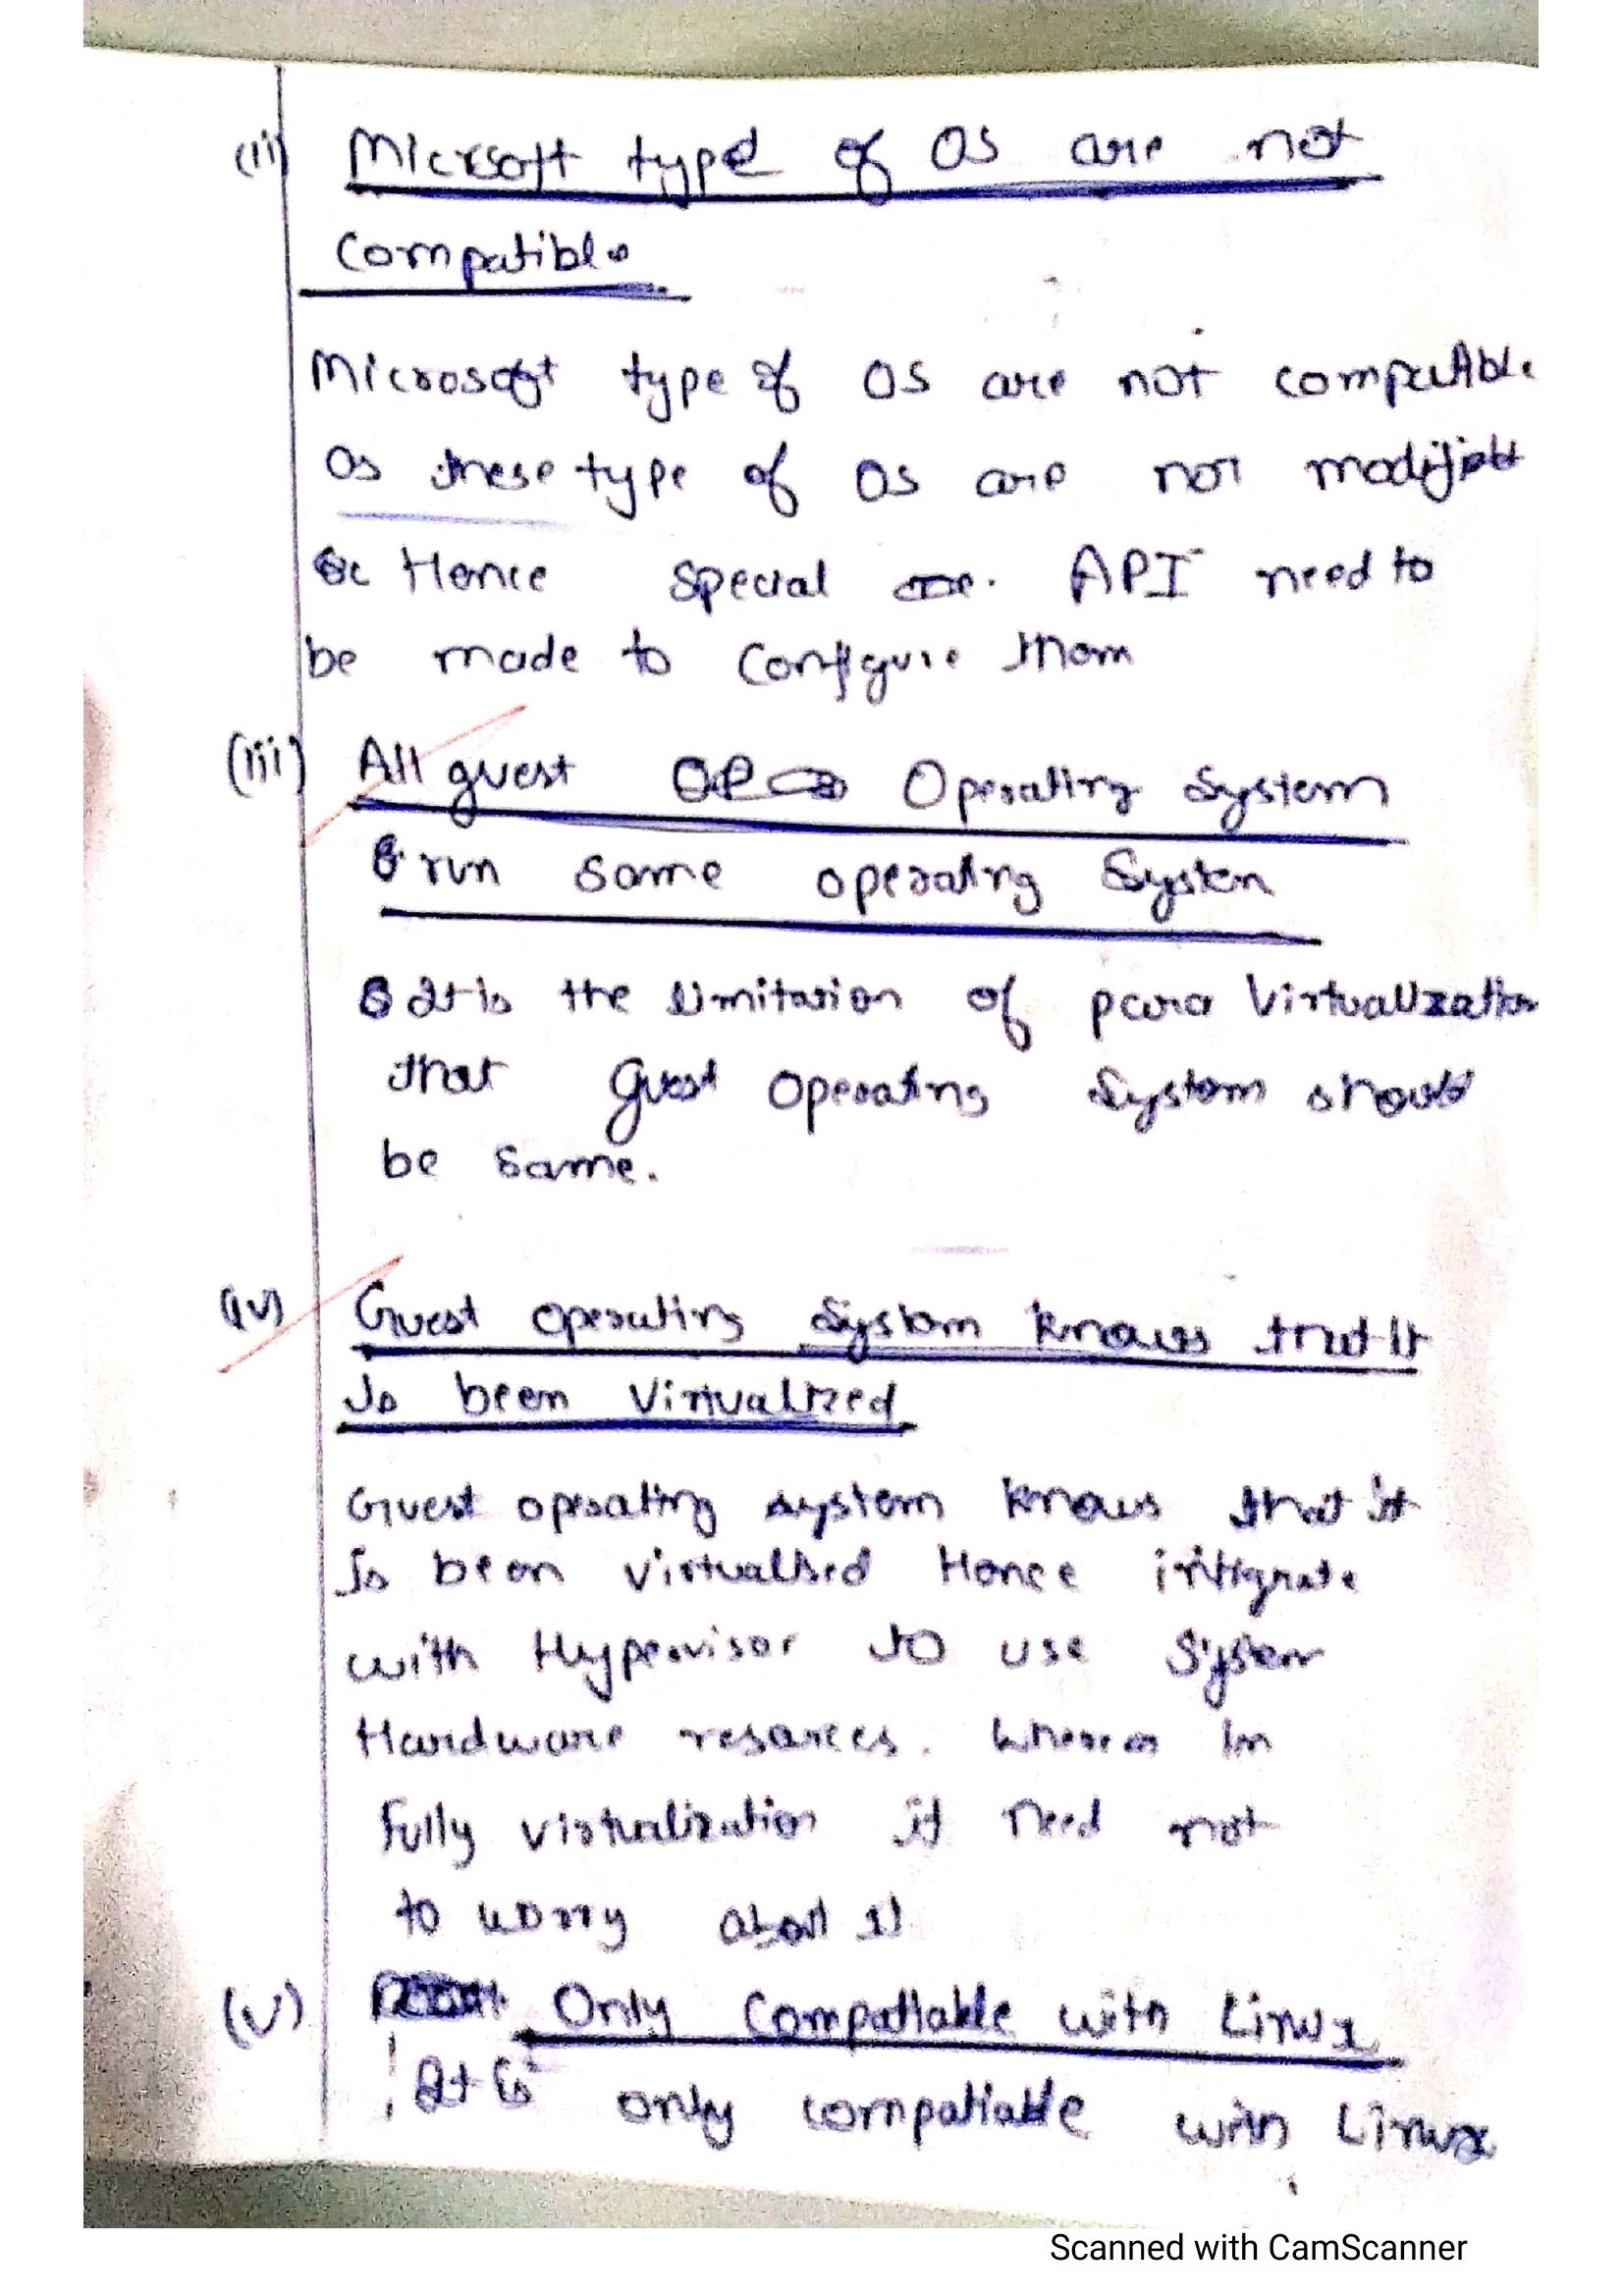 (ii) Micrsoft type of OS are not
Compatible
Microsoft type of OS are not compatible
as these type of OS are not
Hence special API need to
be made to configure them
(iii) All guest Operating System
run same operating System
It is the limitation of para virtualization
that guest operating System should
be same.
(iv) Guest operating System knows that it
is been virtualized
Guest operating system knows that it
is been virtualised Hence intigrate
with Hypervisor to use System
Hardware resources. Whereas in
fully virtualization it need not
to worry about it
(v) Only Compatiable with Linux
It is only compatiable with Linux
Scanned with CamScanner